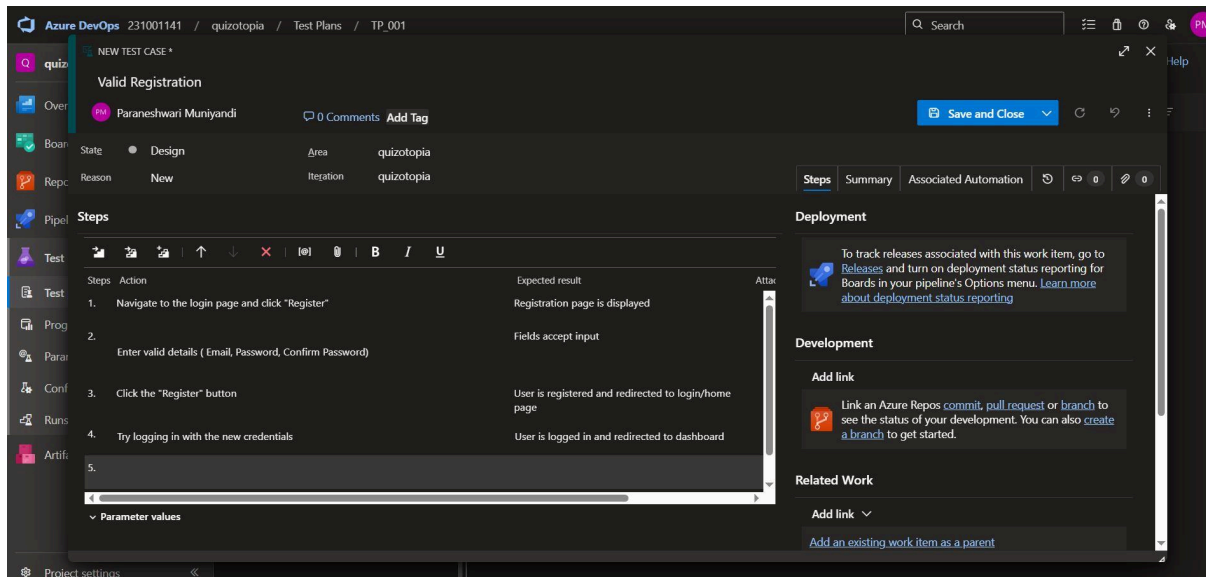 Azure DevOps 231001141 / quizotopia / Test Plans / TP_001
Search
PM
Q quiz
Help
NEW TEST CASE *
Valid Registration
PM Paraneshwari Muniyandi
0 Comments Add Tag
Save and Close
State Design
Area quizotopia
Reason New
Iteration quizotopia
Steps Summary Associated Automation 0 0
Over
Boar
Repo
Pipel
Test
Test
Prog
Parar
Conf
Runs
Artifa
Project settings
Steps
B I U
Steps Action Expected result Attac
1. Navigate to the login page and click "Register" Registration page is displayed
2. Fields accept input
Enter valid details ( Email, Password, Confirm Password)
3. Click the "Register" button User is registered and redirected to login/home
page
4. Try logging in with the new credentials User is logged in and redirected to dashboard
5.
Parameter values
Deployment
To track releases associated with this work item, go to
Releases and turn on deployment status reporting for
Boards in your pipeline's Options menu. Learn more
about deployment status reporting
Development
Add link
Link an Azure Repos commit, pull request or branch to
see the status of your development. You can also create
a branch to get started.
Related Work
Add link
Add an existing work item as a parent